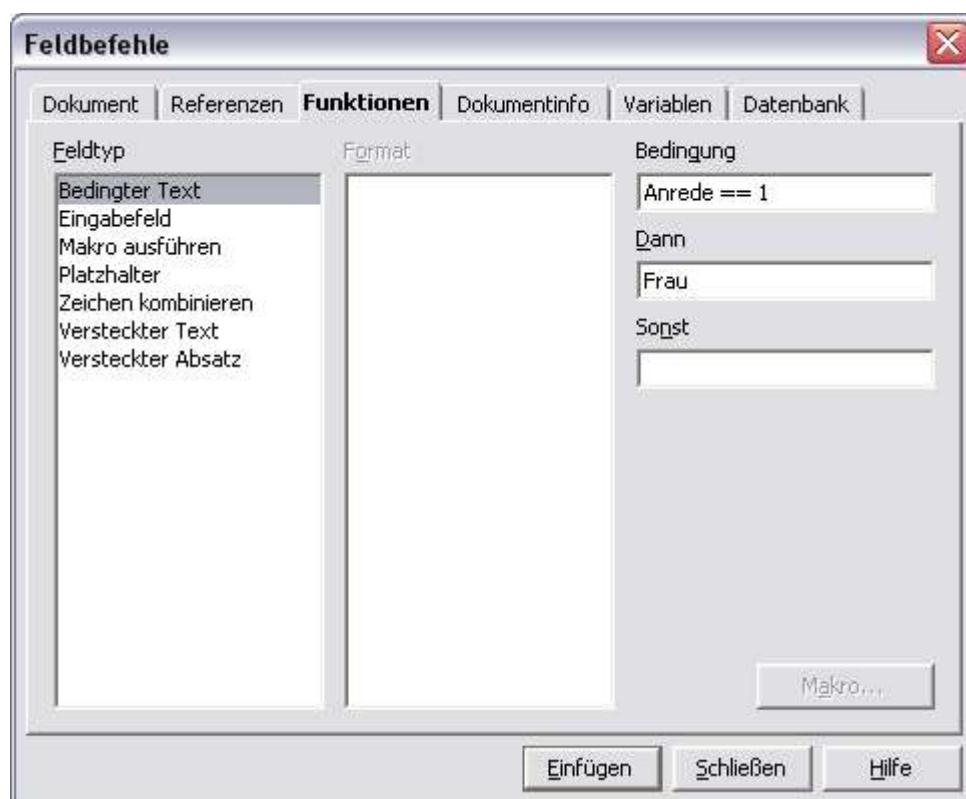 Feldbefehle
Dokument Referenzen Funktionen Dokumentinfo Variablen Datenbank
Feldtyp
Bedingter Text
Eingabefeld
Makro ausführen
Platzhalter
Zeichen kombinieren
Versteckter Text
Versteckter Absatz
Format
Bedingung
Anrede == 1
Dann
Frau
Sonst
Makro...
Einfügen Schließen Hilfe